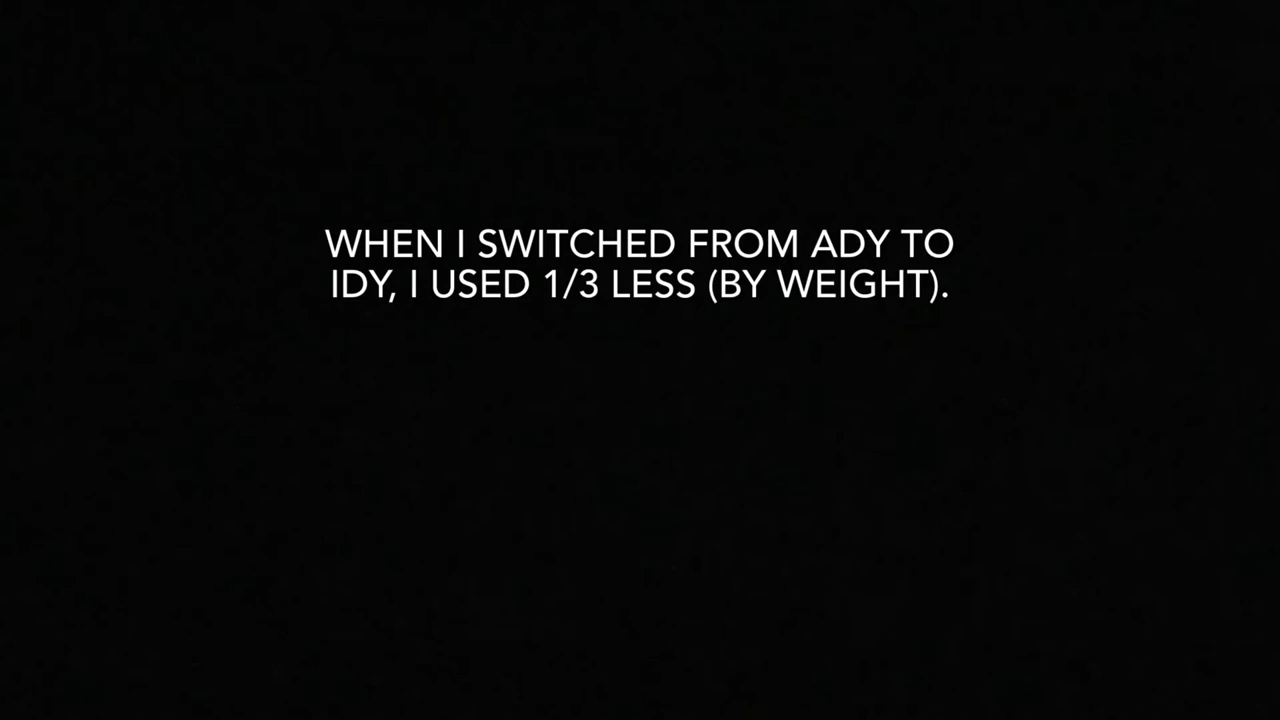 WHEN I SWITCHED FROM ADY TO
IDY, I USED 1/3 LESS (BY WEIGHT).